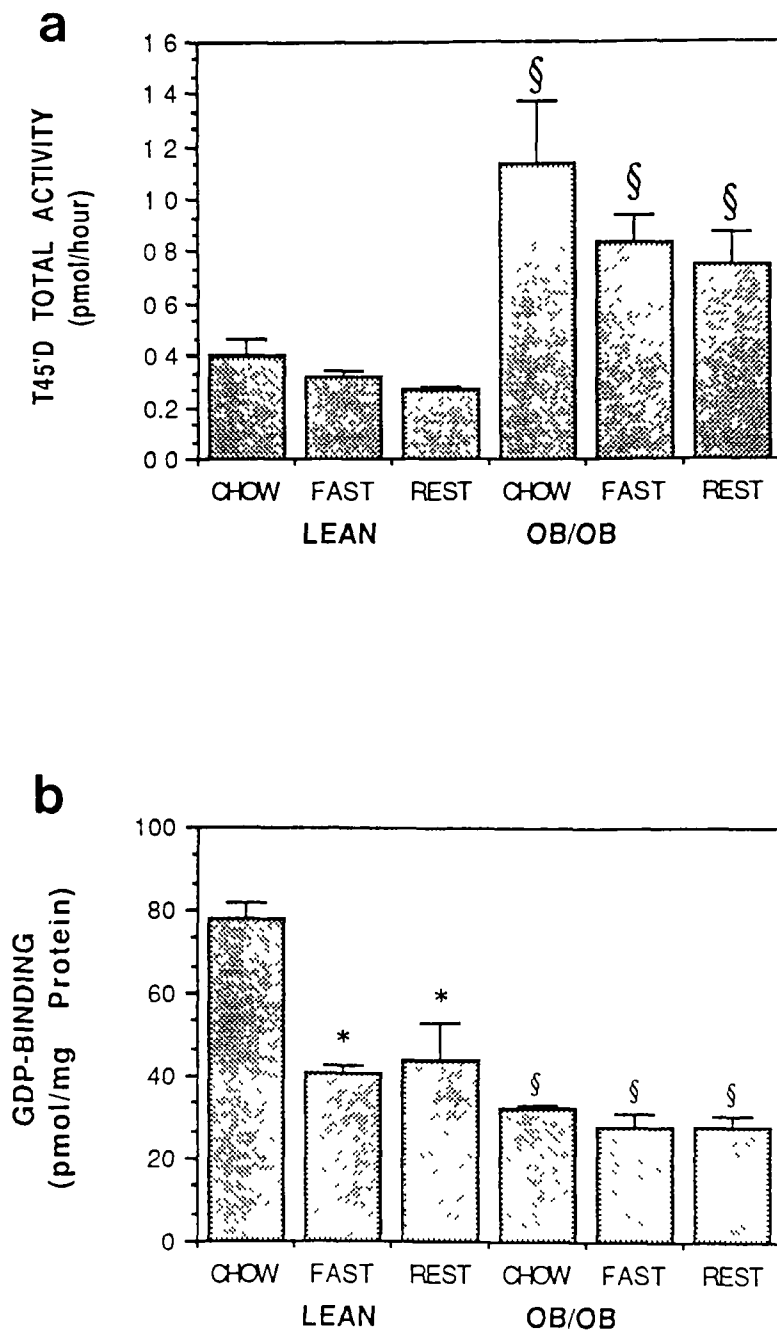 a
T45'D TOTAL ACTIVITY
(pmol/hour)
1 6
1 4
1 2
1 0
0 8
0 6
0 4
0 2
0 0
§ § §
CHOW FAST REST CHOW FAST REST
LEAN OB/OB
b
GDP-BINDING
(pmol/mg Protein)
100
80
60
40
20
0
* * § § §
CHOW FAST REST CHOW FAST REST
LEAN OB/OB